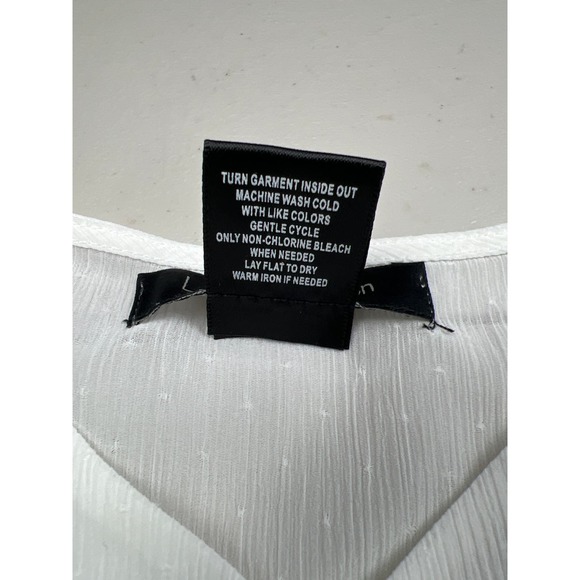 TURN GARMENT INSIDE OUT
MACHINE WASH COLD
WITH LIKE COLORS
GENTLE CYCLE
ONLY NON-CHLORINE BLEACH
WHEN NEEDED
LAY FLAT TO DRY
WARM IRON IF NEEDED